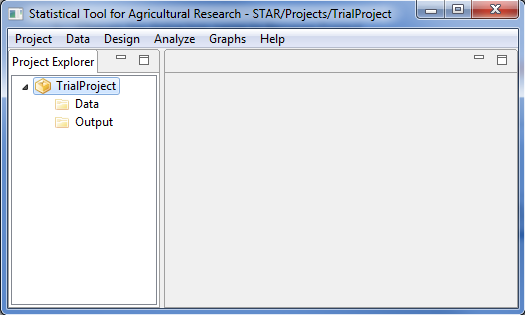 Statistical Tool for Agricultural Research - STAR/Projects/TrialProject
Project Data Design Analyze Graphs Help
Project Explorer
TrialProject
Data
Output